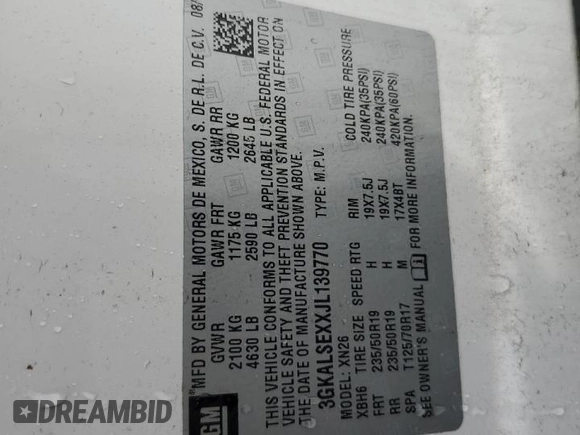 MFD BY GENERAL MOTORS DE MEXICO, S. DE R.L. DE C.V. 08/
GVWR GAWR FRT GAWR RR
2100 KG 1175 KG 1200 KG
4630 LB 2590 LB 2645 LB
THIS VEHICLE CONFORMS TO ALL APPLICABLE U.S. FEDERAL MOTOR
VEHICLE SAFETY AND THEFT PREVENTION STANDARDS IN EFFECT ON
THE DATE OF MANUFACTURE SHOWN ABOVE.
3GKALSEXXJL139770 TYPE: M.P.V.
MODEL: XN26
XBH6 TIRE SIZE SPEED RTG RIM COLD TIRE PRESSURE
FRT 235/50R19 H 19X7.5J 240KPA(35PSI)
RR 235/50R19 H 19X7.5J 240KPA(35PSI)
SPA T125/70R17 M 17X4BT 420KPA(60PSI)
SEE OWNER'S MANUAL FOR MORE INFORMATION.
GM
DREAMBID